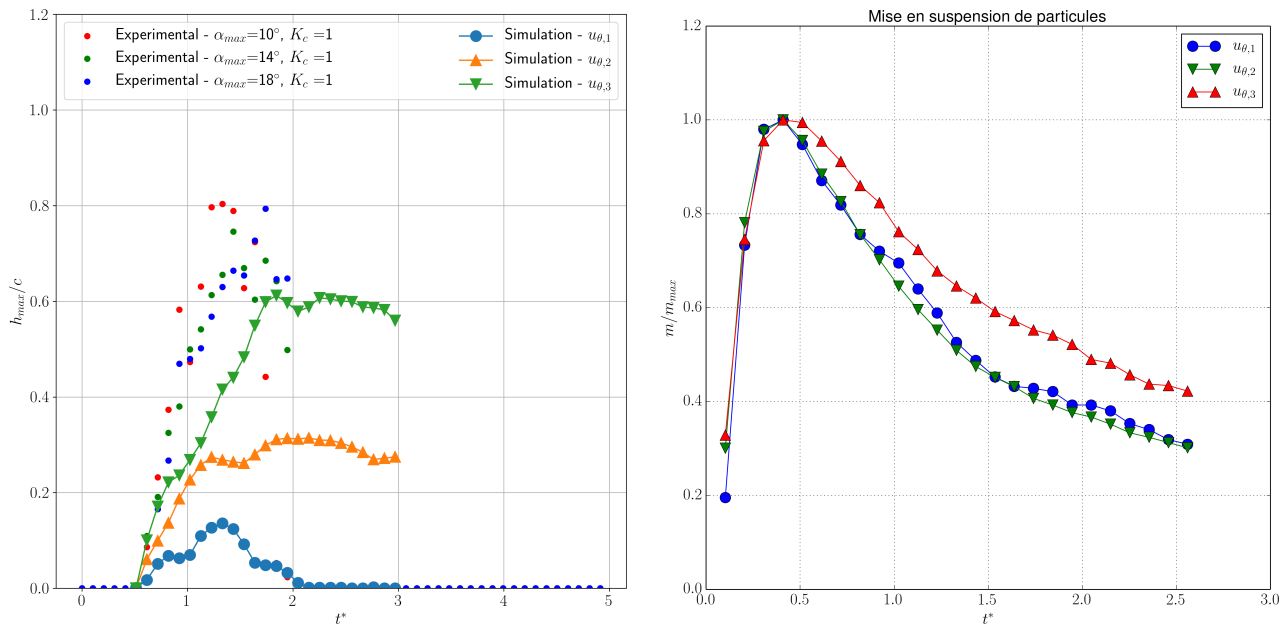 Experimental - α_max=10°, K_c =1
Experimental - α_max=14°, K_c =1
Experimental - α_max=18°, K_c =1
Simulation - u_θ,1
Simulation - u_θ,2
Simulation - u_θ,3
h_max/c
1.2
1.0
0.8
0.6
0.4
0.2
0.0
0 1 2 3 4 5
t*
Mise en suspension de particules
u_θ,1
u_θ,2
u_θ,3
m/m_max
1.2
1.0
0.8
0.6
0.4
0.2
0.0
0.0 0.5 1.0 1.5 2.0 2.5 3.0
t*